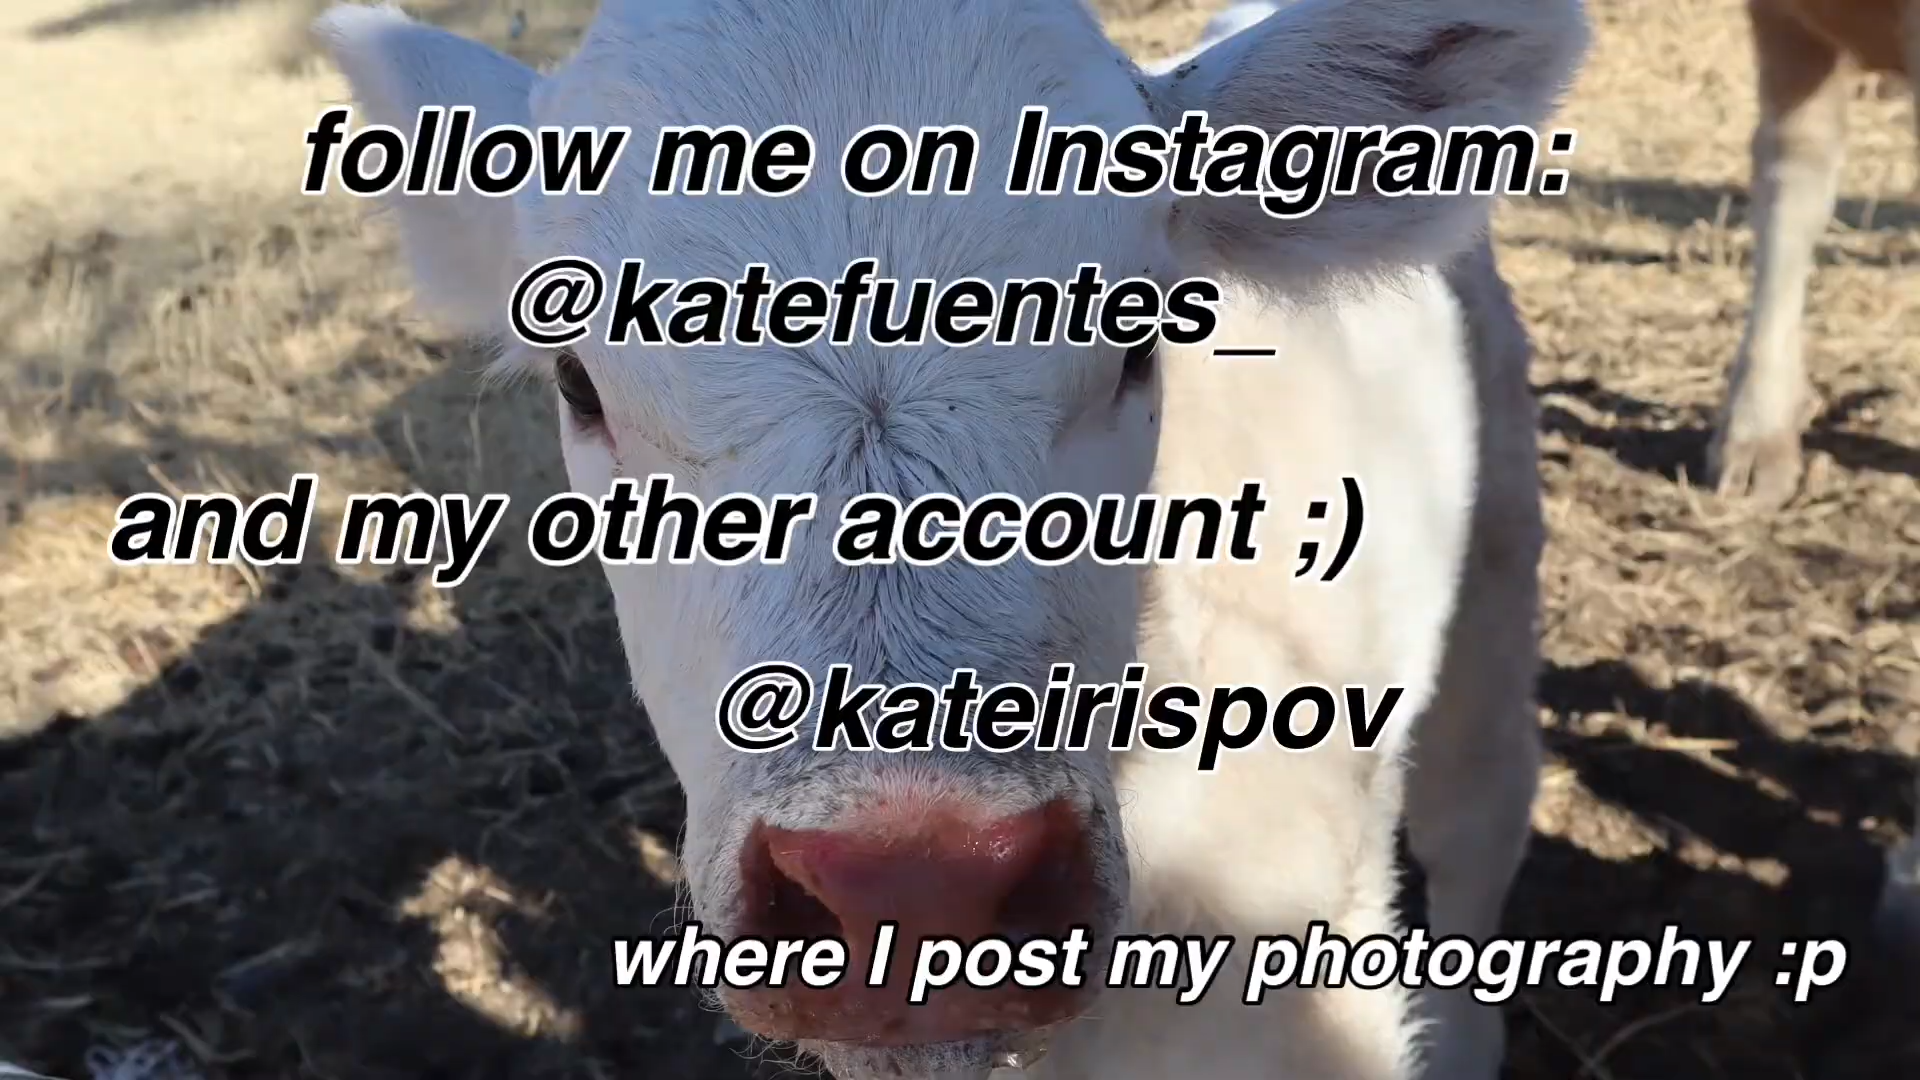 follow me on Instagram:
@katefuentes_
and my other account ;)
@kateirispov
where I post my photography :p